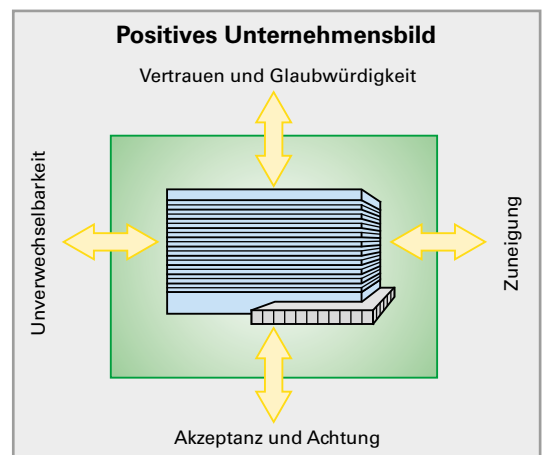 Positives Unternehmensbild
Vertrauen und Glaubwürdigkeit
Unverwechselbarkeit
Zuneigung
Akzeptanz und Achtung